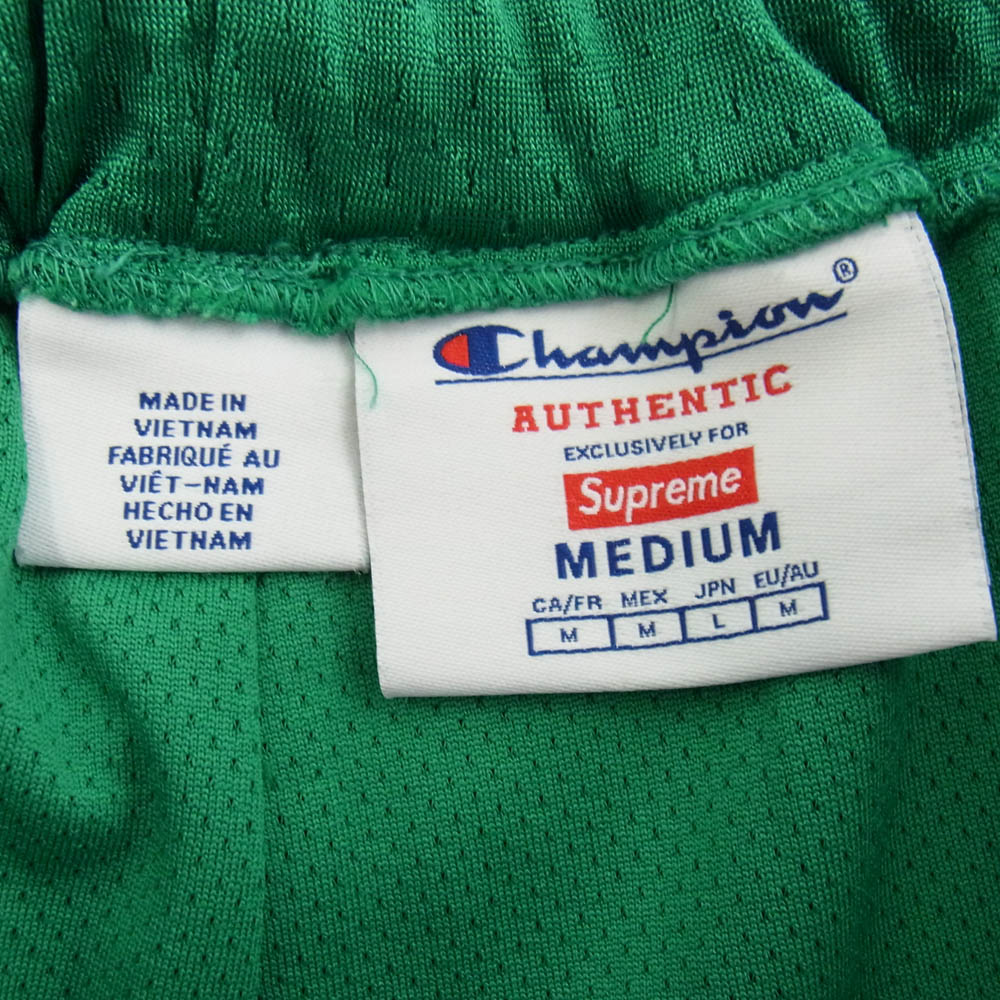 MADE IN
VIETNAM
FABRIQUÉ AU
VIÊT-NAM
HECHO EN
VIETNAM
Champion®
AUTHENTIC
EXCLUSIVELY FOR
Supreme
MEDIUM
CA/FR MEX JPN EU/AU
M M L M